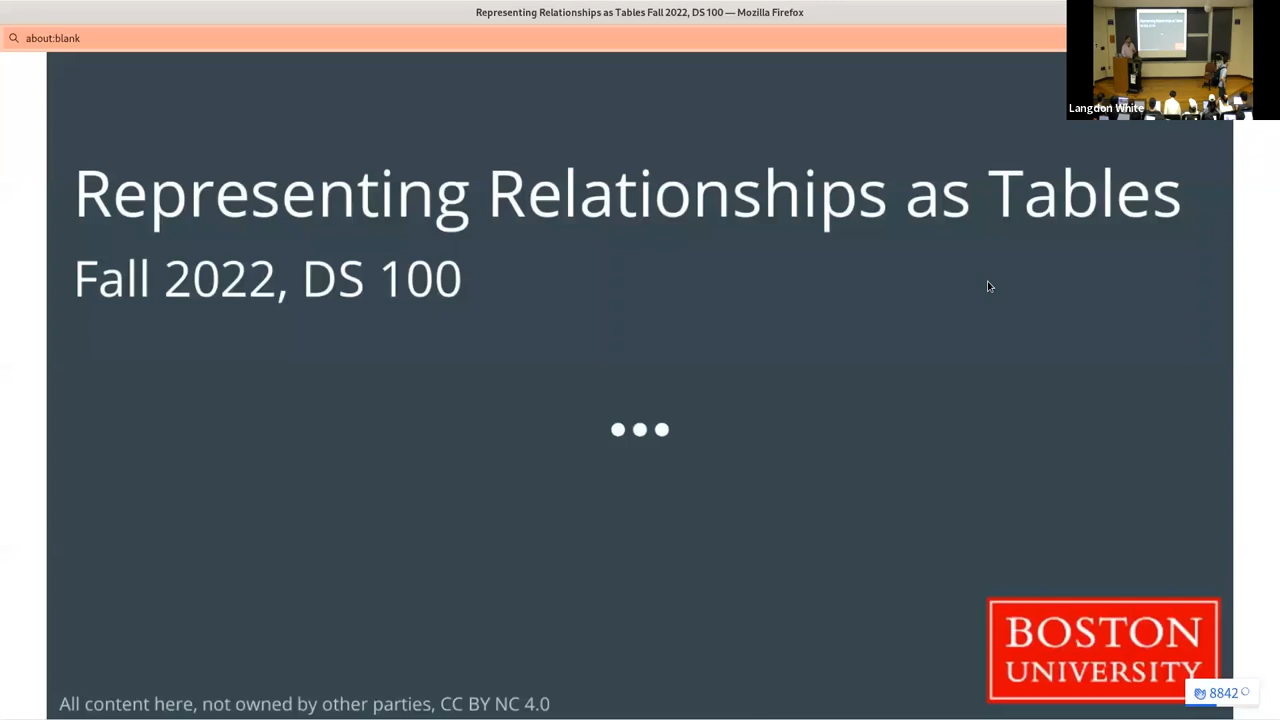 Representing Relationships as Tables Fall 2022, DS 100 — Mozilla Firefox
about:blank
Langdon White
Representing Relationships as Tables
Fall 2022, DS 100
BOSTON
UNIVERSITY
8842
All content here, not owned by other parties, CC BY NC 4.0